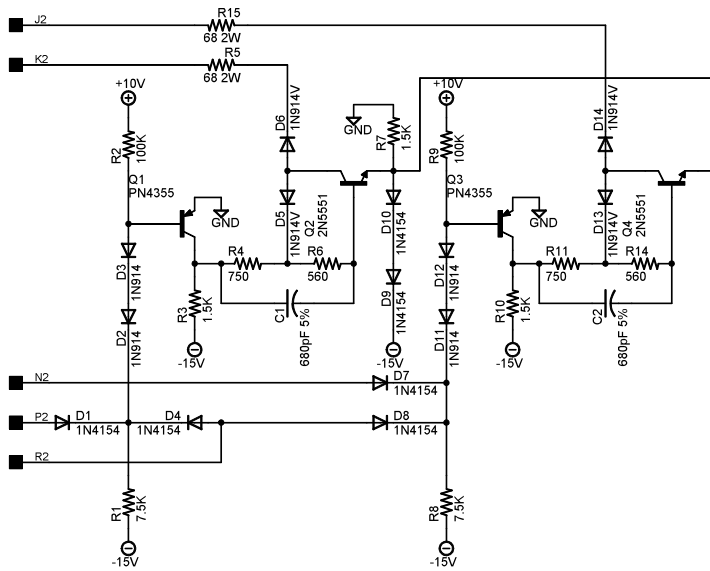 J2
R15
68 2W
K2
R5
68 2W
+10V
R2
100K
Q1
PN4355
GND
D6
1N914V
D5
1N914V
Q2
2N5551
GND
R7
1.5K
+10V
R9
100K
Q3
PN4355
GND
D14
1N914V
D13
1N914V
Q4
2N5551
D3
1N914
D2
1N914
R3
1.5K
-15V
R4
750
R6
560
C1
680pF 5%
D10
1N4154
D9
1N4154
-15V
D12
1N914
D11
1N914
R10
1.5K
-15V
R11
750
R14
560
C2
680pF 5%
N2
D7
1N4154
P2
D1
1N4154
D4
1N4154
D8
1N4154
R2
R1
7.5K
-15V
R8
7.5K
-15V